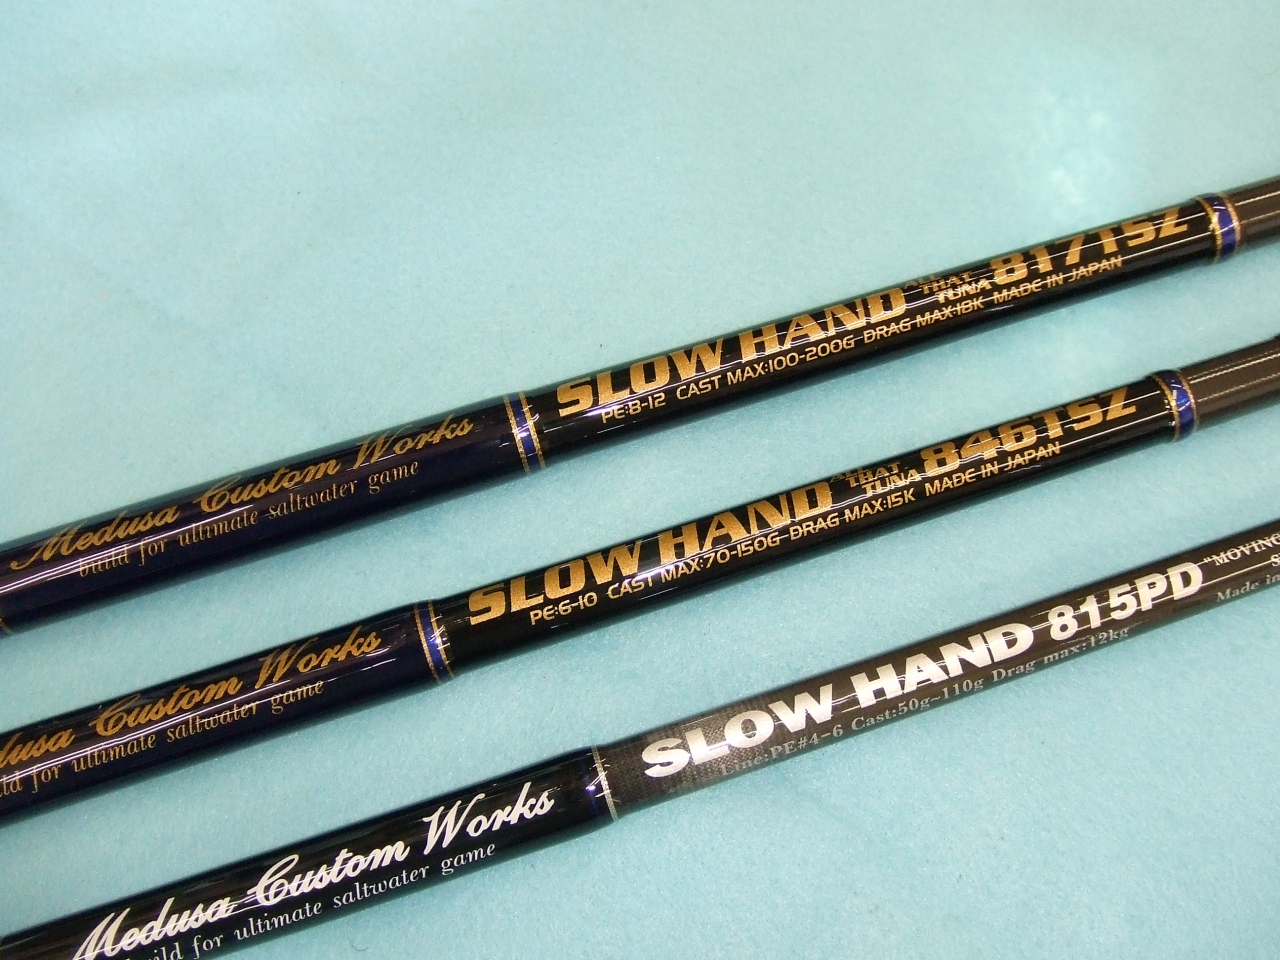 Medusa Custom Works
build for ultimate saltwater game
SLOW HAND ALL THAT TUNA 817TSZ
PE:8-12 CAST MAX:100-200G DRAG MAX:18K MADE IN JAPAN
Custom Works
for ultimate saltwater game
SLOW HAND ALL THAT TUNA 846TSZ
PE:6-10 CAST MAX:70-150G DRAG MAX:15K MADE IN JAPAN
Medusa Custom Works
build for ultimate saltwater game
SLOW HAND 815PD "MOVING
Line:PE#4-6 Cast:50g~110g Drag max:12kg Made in